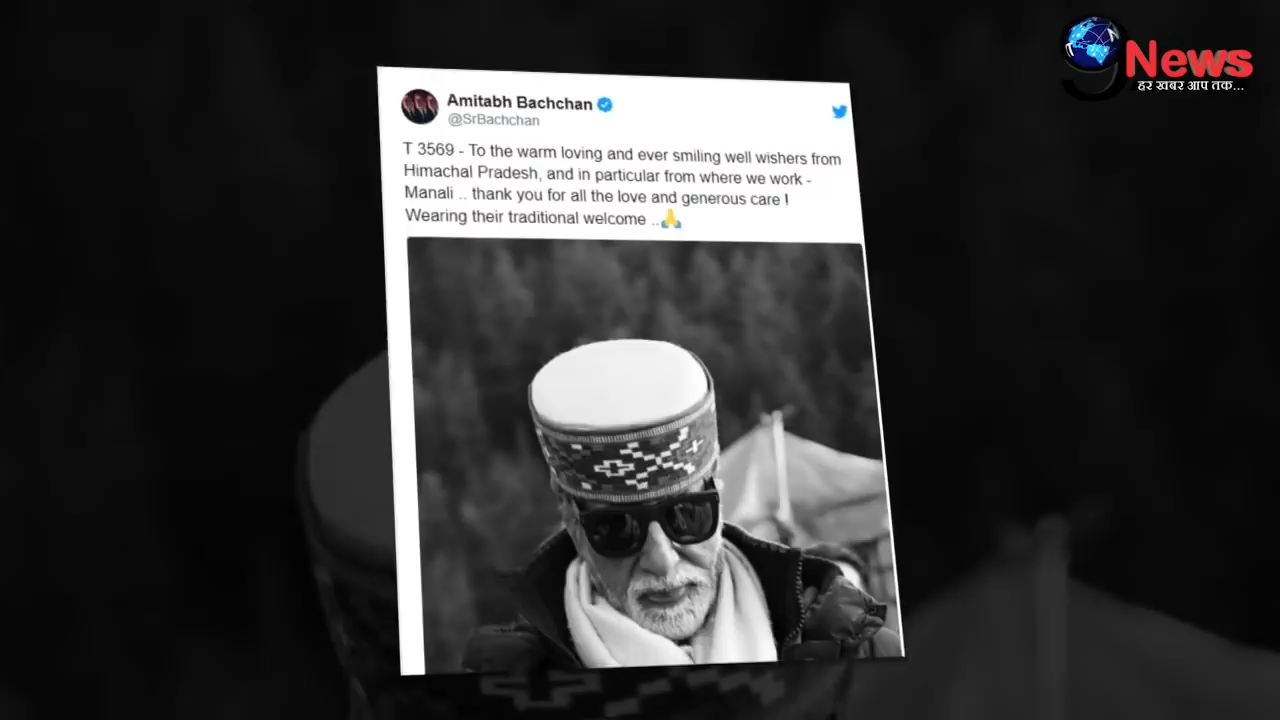 9 News
हर खबर आप तक...
Amitabh Bachchan
@SrBachchan
T 3569 - To the warm loving and ever smiling well wishers from
Himachal Pradesh, and in particular from where we work -
Manali .. thank you for all the love and generous care !
Wearing their traditional welcome ..🙏